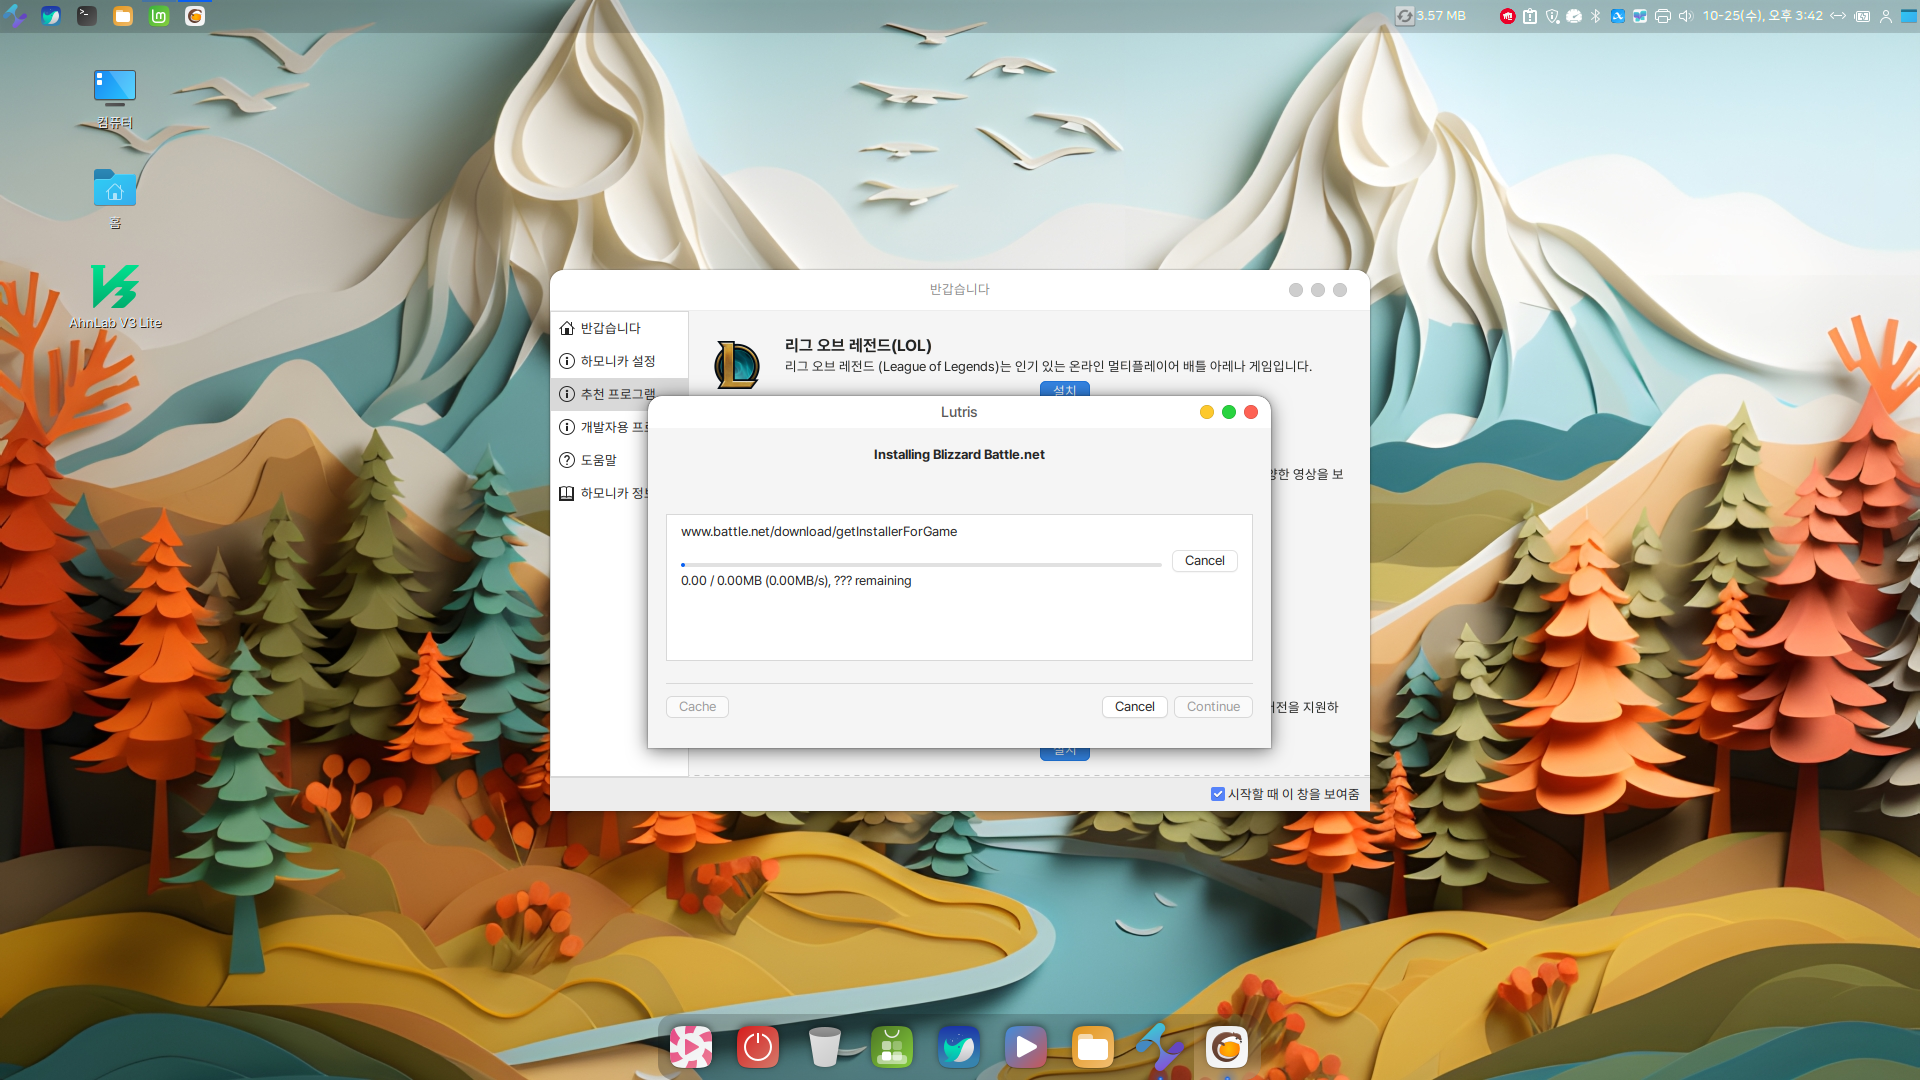 3.57 MB
10-25(수), 오후 3:42
컴퓨터
홈
AhnLab V3 Lite
반갑습니다
반갑습니다
하모니카 설정
추천 프로그램
개발자용 프로
도움말
하모니카 정보
리그 오브 레전드(LOL)
리그 오브 레전드 (League of Legends)는 인기 있는 온라인 멀티플레이어 배틀 아레나 게임입니다.
설치
Lutris
Installing Blizzard Battle.net
양한 영상을 보
www.battle.net/download/getInstallerForGame
Cancel
0.00 / 0.00MB (0.00MB/s), ??? remaining
Cache
Cancel
Continue
버전을 지원하
설치
시작할 때 이 창을 보여줌